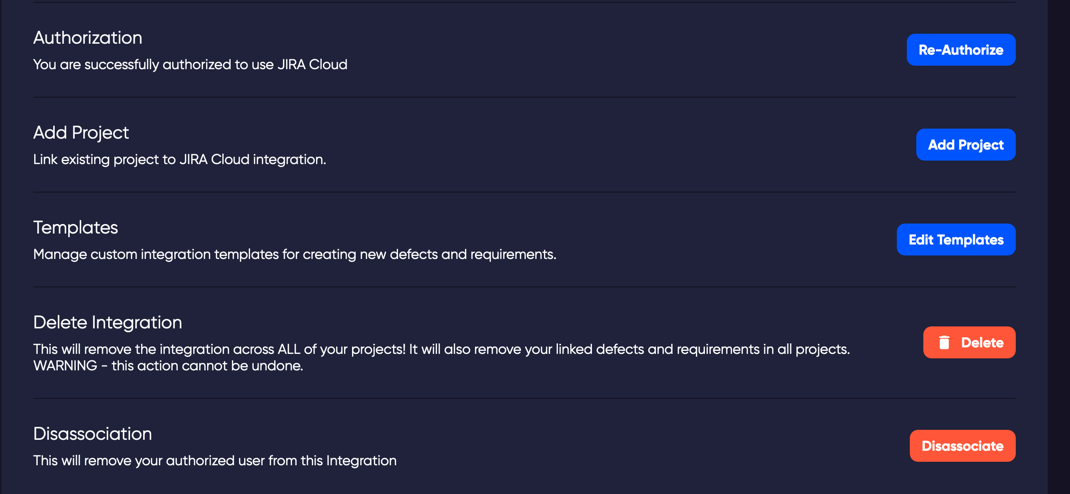 Authorization
You are successfully authorized to use JIRA Cloud
Re-Authorize
Add Project
Link existing project to JIRA Cloud integration.
Add Project
Templates
Manage custom integration templates for creating new defects and requirements.
Edit Templates
Delete Integration
This will remove the integration across ALL of your projects! It will also remove your linked defects and requirements in all projects.
WARNING - this action cannot be undone.
Delete
Disassociation
This will remove your authorized user from this Integration
Disassociate